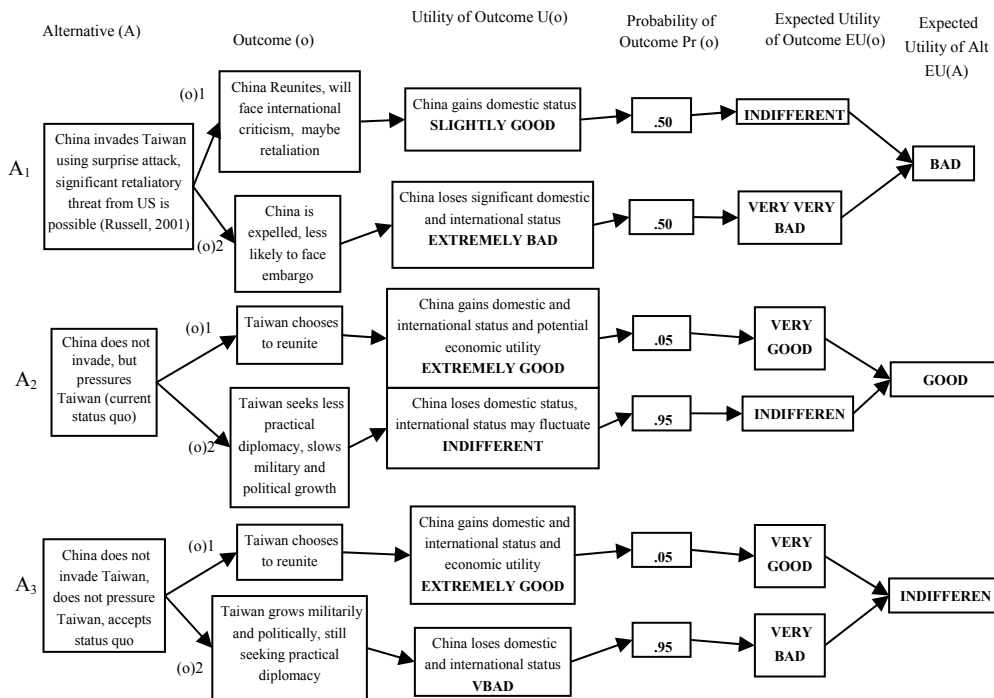 Alternative (A)
Outcome (o)
Utility of Outcome U(o)
Probability of
Outcome Pr (o)
Expected Utility
of Outcome EU(o)
Expected
Utility of Alt
EU(A)
A1
China invades Taiwan
using surprise attack,
significant retaliatory
threat from US is
possible (Russell, 2001)
(o)1
China Reunites, will
face international
criticism, maybe
retaliation
China gains domestic status
SLIGHTLY GOOD
.50
INDIFFERENT
(o)2
China is
expelled, less
likely to face
embargo
China loses significant domestic
and international status
EXTREMELY BAD
.50
VERY VERY
BAD
BAD
A2
China does not
invade, but
pressures
Taiwan (current
status quo)
(o)1
Taiwan chooses
to reunite
China gains domestic and
international status and potential
economic utility
EXTREMELY GOOD
.05
VERY
GOOD
(o)2
Taiwan seeks less
practical
diplomacy, slows
military and
political growth
China loses domestic status,
international status may fluctuate
INDIFFERENT
.95
INDIFFEREN
GOOD
A3
China does not
invade Taiwan,
does not pressure
Taiwan, accepts
status quo
(o)1
Taiwan chooses
to reunite
China gains domestic and
international status and
economic utility
EXTREMELY GOOD
.05
VERY
GOOD
(o)2
Taiwan grows militarily
and politically, still
seeking practical
diplomacy
China loses domestic
and international status
VBAD
.95
VERY
BAD
INDIFFEREN